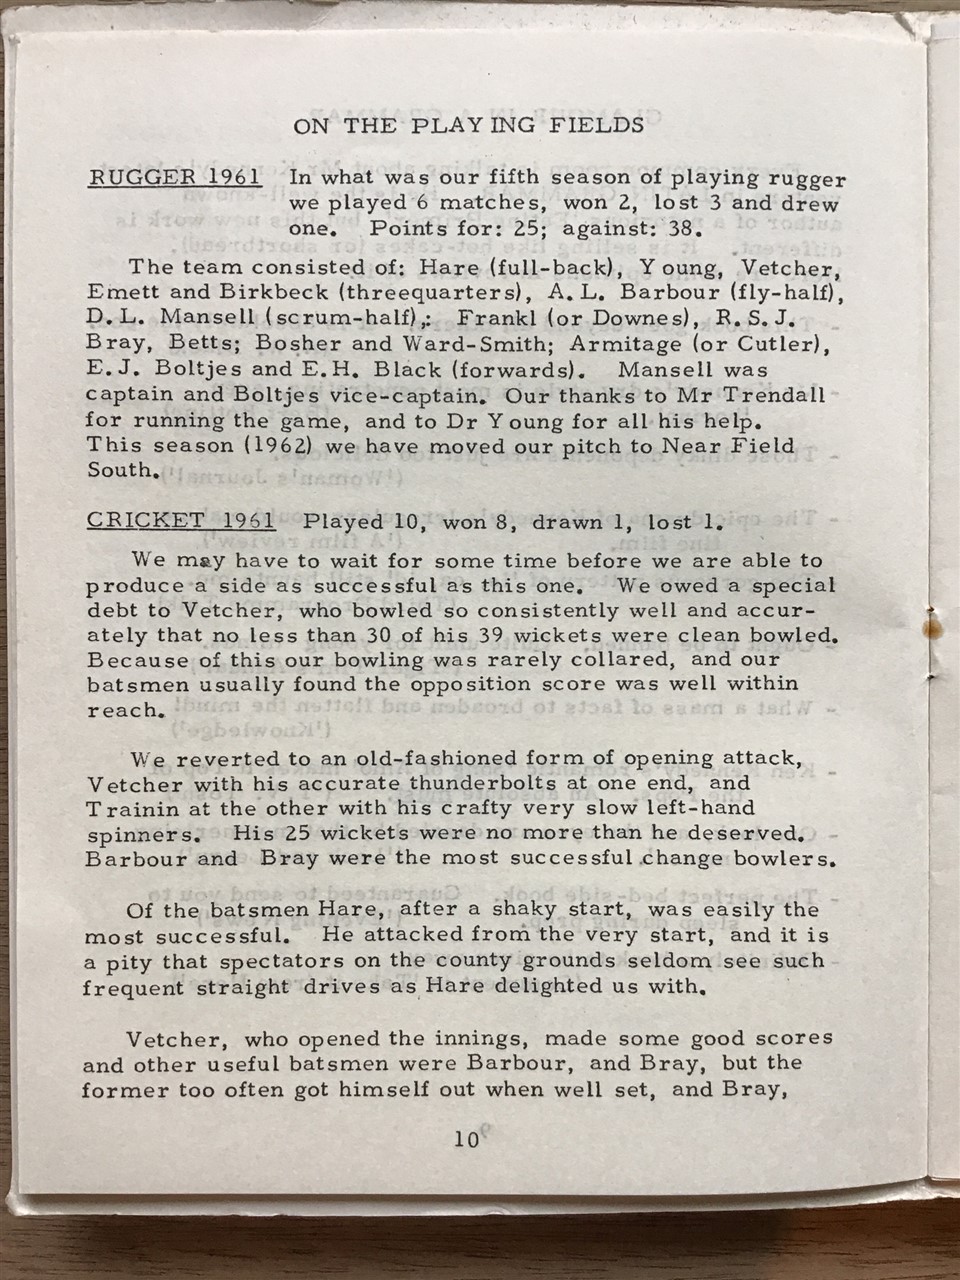 ON THE PLAYING FIELDS
RUGGER 1961 In what was our fifth season of playing rugger
we played 6 matches, won 2, lost 3 and drew
one. Points for: 25; against: 38.
The team consisted of: Hare (full-back), Young, Vetcher,
Emett and Birkbeck (threequarters), A.L. Barbour (fly-half),
D.L. Mansell (scrum-half),: Frankl (or Downes), R.S.J.
Bray, Betts; Bosher and Ward-Smith; Armitage (or Cutler),
E.J. Boltjes and E.H. Black (forwards). Mansell was
captain and Boltjes vice-captain. Our thanks to Mr Trendall
for running the game, and to Dr Young for all his help.
This season (1962) we have moved our pitch to Near Field
South.
CRICKET 1961 Played 10, won 8, drawn 1, lost 1.
We may have to wait for some time before we are able to
produce a side as successful as this one. We owed a special
debt to Vetcher, who bowled so consistently well and accur-
ately that no less than 30 of his 39 wickets were clean bowled.
Because of this our bowling was rarely collared, and our
batsmen usually found the opposition score was well within
reach.
We reverted to an old-fashioned form of opening attack,
Vetcher with his accurate thunderbolts at one end, and
Trainin at the other with his crafty very slow left-hand
spinners. His 25 wickets were no more than he deserved.
Barbour and Bray were the most successful change bowlers.
Of the batsmen Hare, after a shaky start, was easily the
most successful. He attacked from the very start, and it is
a pity that spectators on the county grounds seldom see such
frequent straight drives as Hare delighted us with.
Vetcher, who opened the innings, made some good scores
and other useful batsmen were Barbour, and Bray, but the
former too often got himself out when well set, and Bray,
10